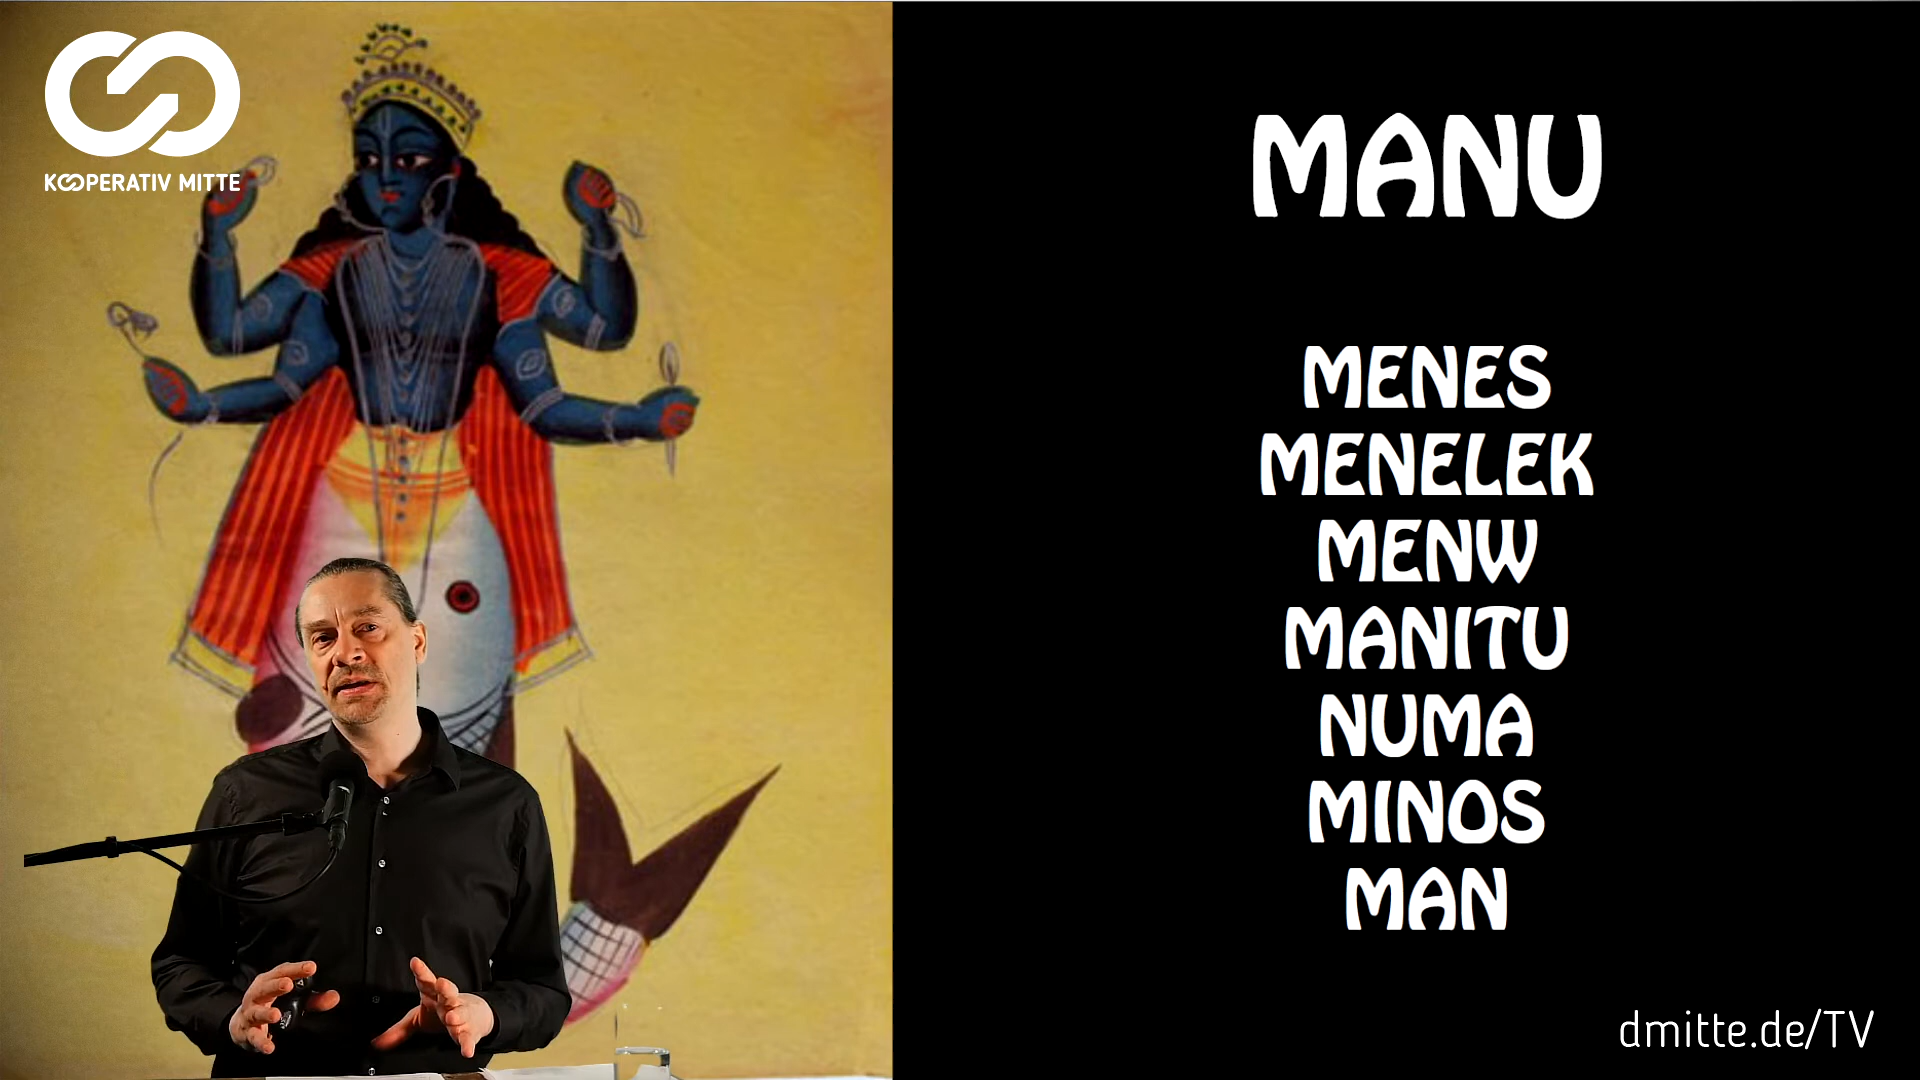 KOOPERATIV MITTE
MANU
MENES
MENELEK
MENW
MANITU
NUMA
MINOS
MAN
dmitte.de/TV